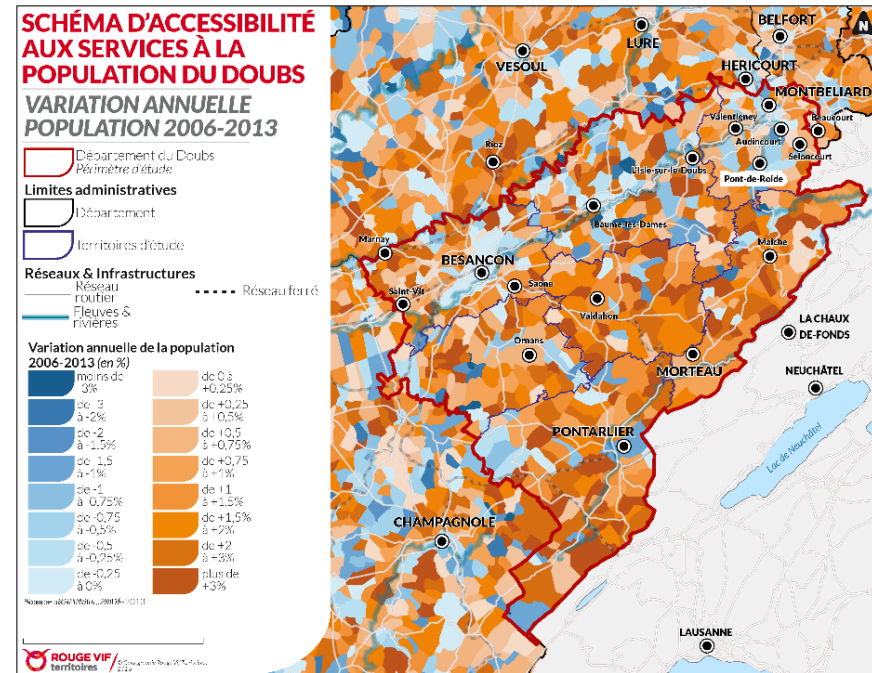 SCHÉMA D'ACCESSIBILITÉ
AUX SERVICES À LA
POPULATION DU DOUBS
VARIATION ANNUELLE
POPULATION 2006-2013
Département du Doubs
Périmètre d'étude
Limites administratives
Département
Territoires d'étude
Réseaux & Infrastructures
Réseau
routier
Réseau ferré
Fleuves &
rivières
Variation annuelle de la population
2006-2013 (en %)
moins de
-3%
de -3
à -2%
de -2
à -1,5%
de -1,5
à -1%
de -1
à -0,75%
de -0,75
à -0,5%
de -0,5
à -0,25%
de -0,25
à 0%
de 0 à
+0,25%
de +0,25
à +0,5%
de +0,5
à +0,75%
de +0,75
à +1%
de +1
à +1,5%
de +1,5%
à +2%
de +2
à +3%
plus de
+3%
ROUGE VIF
territoires
N
BELFORT
LURE
VESOUL
HERICOURT
MONTBELIARD
Valentigney
Beaucourt
Audincourt
Seloncourt
Rioz
L'Isle-sur-le-Doubs
Pont-de-Roide
Baume-les-Dames
Marnay
Maîche
BESANCON
Saône
Saint-Vit
Valdahon
LA CHAUX
DE-FONDS
Ornans
MORTEAU
NEUCHÂTEL
PONTARLIER
Lac de Neuchâtel
CHAMPAGNOLE
LAUSANNE